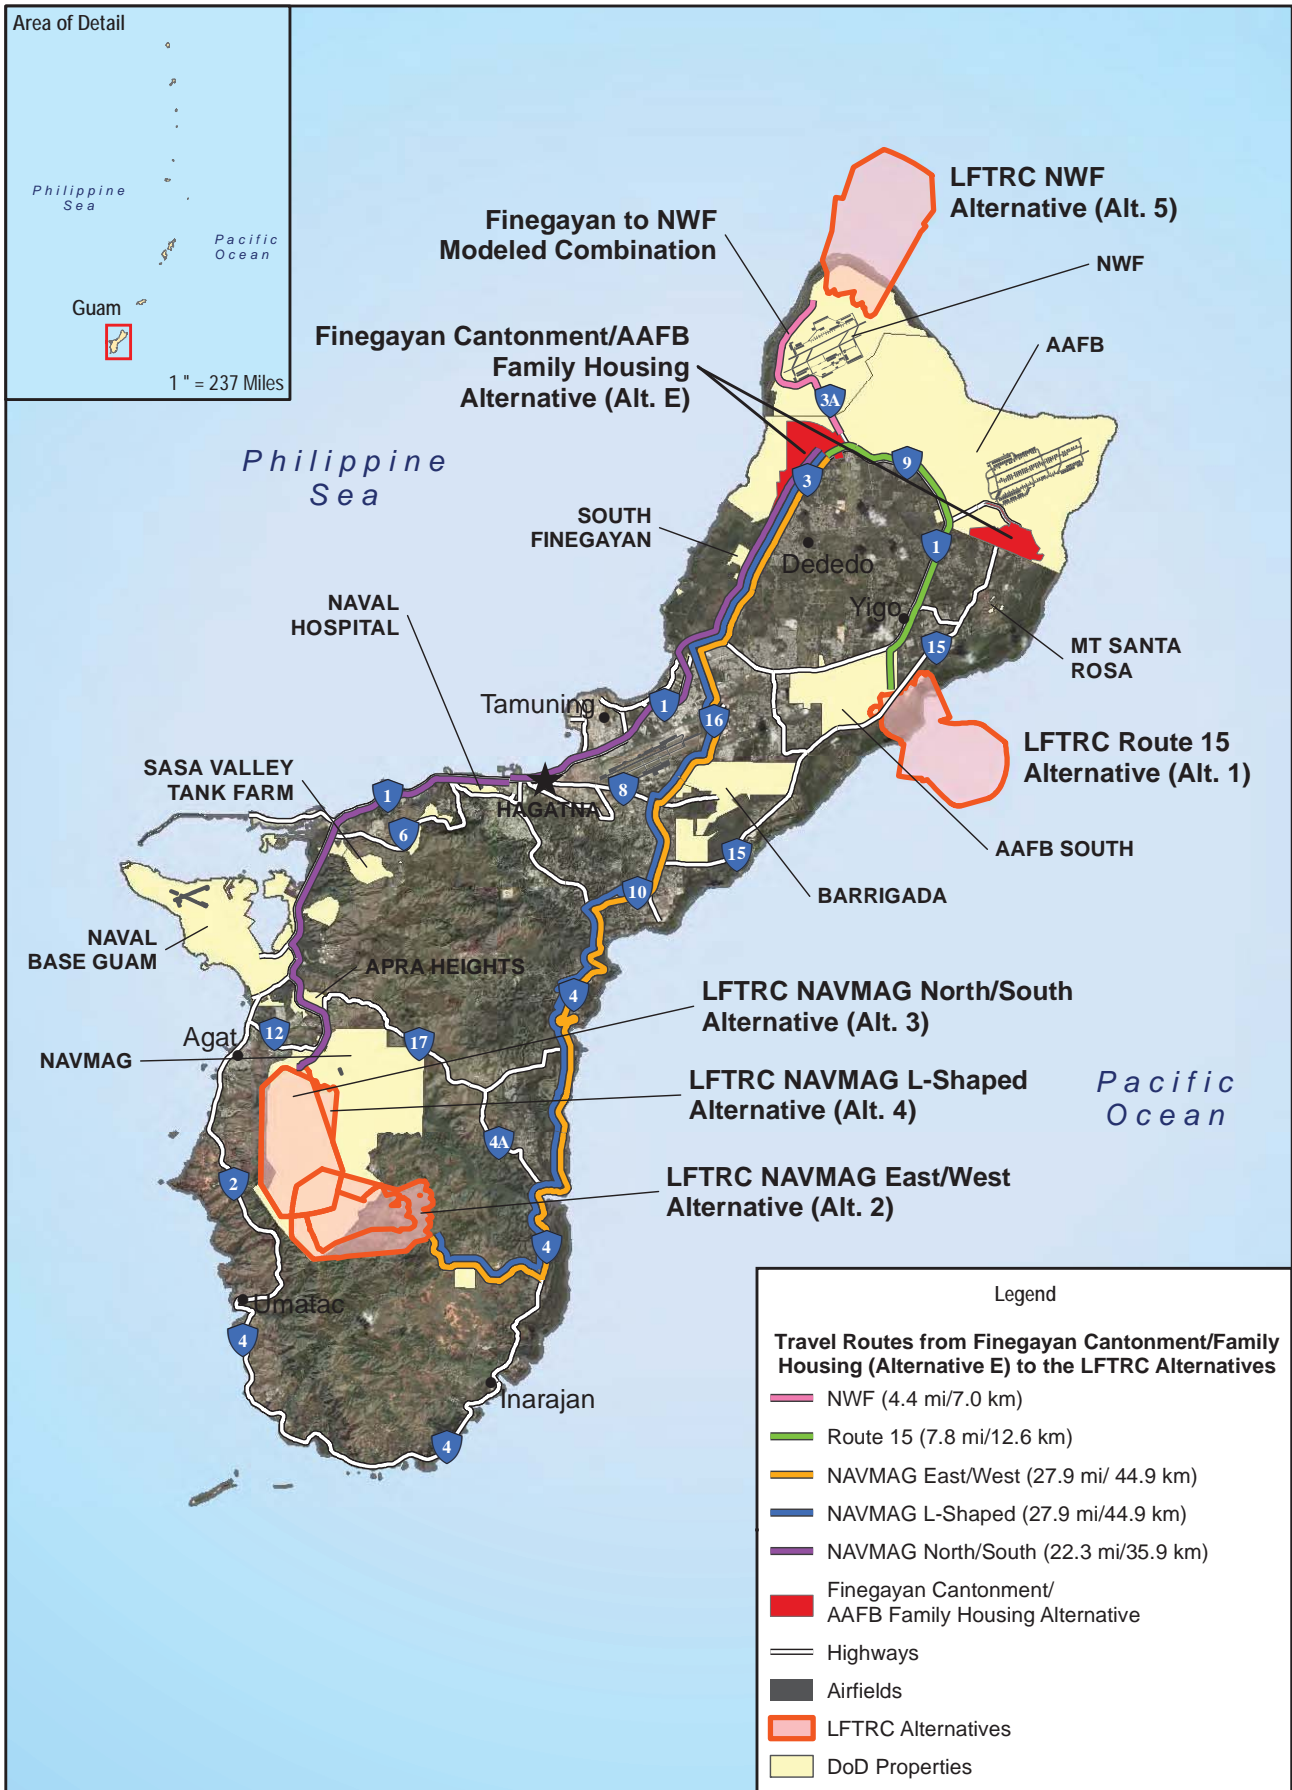 Area of Detail
Philippine
Sea
Pacific
Ocean
Guam
1 " = 237 Miles
LFTRC NWF
Alternative (Alt. 5)
Finegayan to NWF
Modeled Combination
NWF
Finegayan Cantonment/AAFB
Family Housing
Alternative (Alt. E)
AAFB
3A
Philippine
Sea
9
3
SOUTH
FINEGAYAN
1
Dededo
NAVAL
HOSPITAL
Yigo
15
MT SANTA
ROSA
Tamuning
1
16
LFTRC Route 15
Alternative (Alt. 1)
SASA VALLEY
TANK FARM
1
8
HAGATNA
6
15
AAFB SOUTH
10
BARRIGADA
NAVAL
BASE GUAM
APRA HEIGHTS
4
LFTRC NAVMAG North/South
Alternative (Alt. 3)
12
Agat
17
NAVMAG
LFTRC NAVMAG L-Shaped
Alternative (Alt. 4)
Pacific
Ocean
4A
2
LFTRC NAVMAG East/West
Alternative (Alt. 2)
4
Umatac
4
Inarajan
4
Legend
Travel Routes from Finegayan Cantonment/Family
Housing (Alternative E) to the LFTRC Alternatives
NWF (4.4 mi/7.0 km)
Route 15 (7.8 mi/12.6 km)
NAVMAG East/West (27.9 mi/ 44.9 km)
NAVMAG L-Shaped (27.9 mi/44.9 km)
NAVMAG North/South (22.3 mi/35.9 km)
Finegayan Cantonment/
AAFB Family Housing Alternative
Highways
Airfields
LFTRC Alternatives
DoD Properties